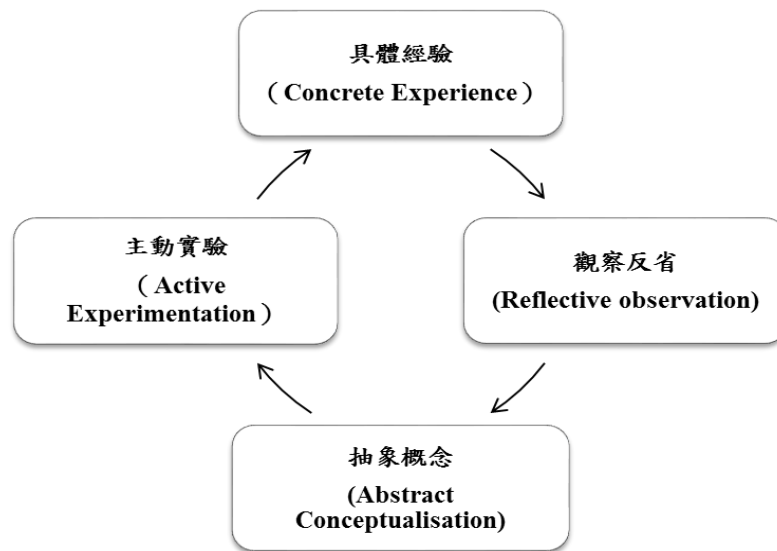 具體經驗
（Concrete Experience）
主動實驗
（Active
Experimentation）
觀察反省
(Reflective observation)
抽象概念
(Abstract
Conceptualisation)